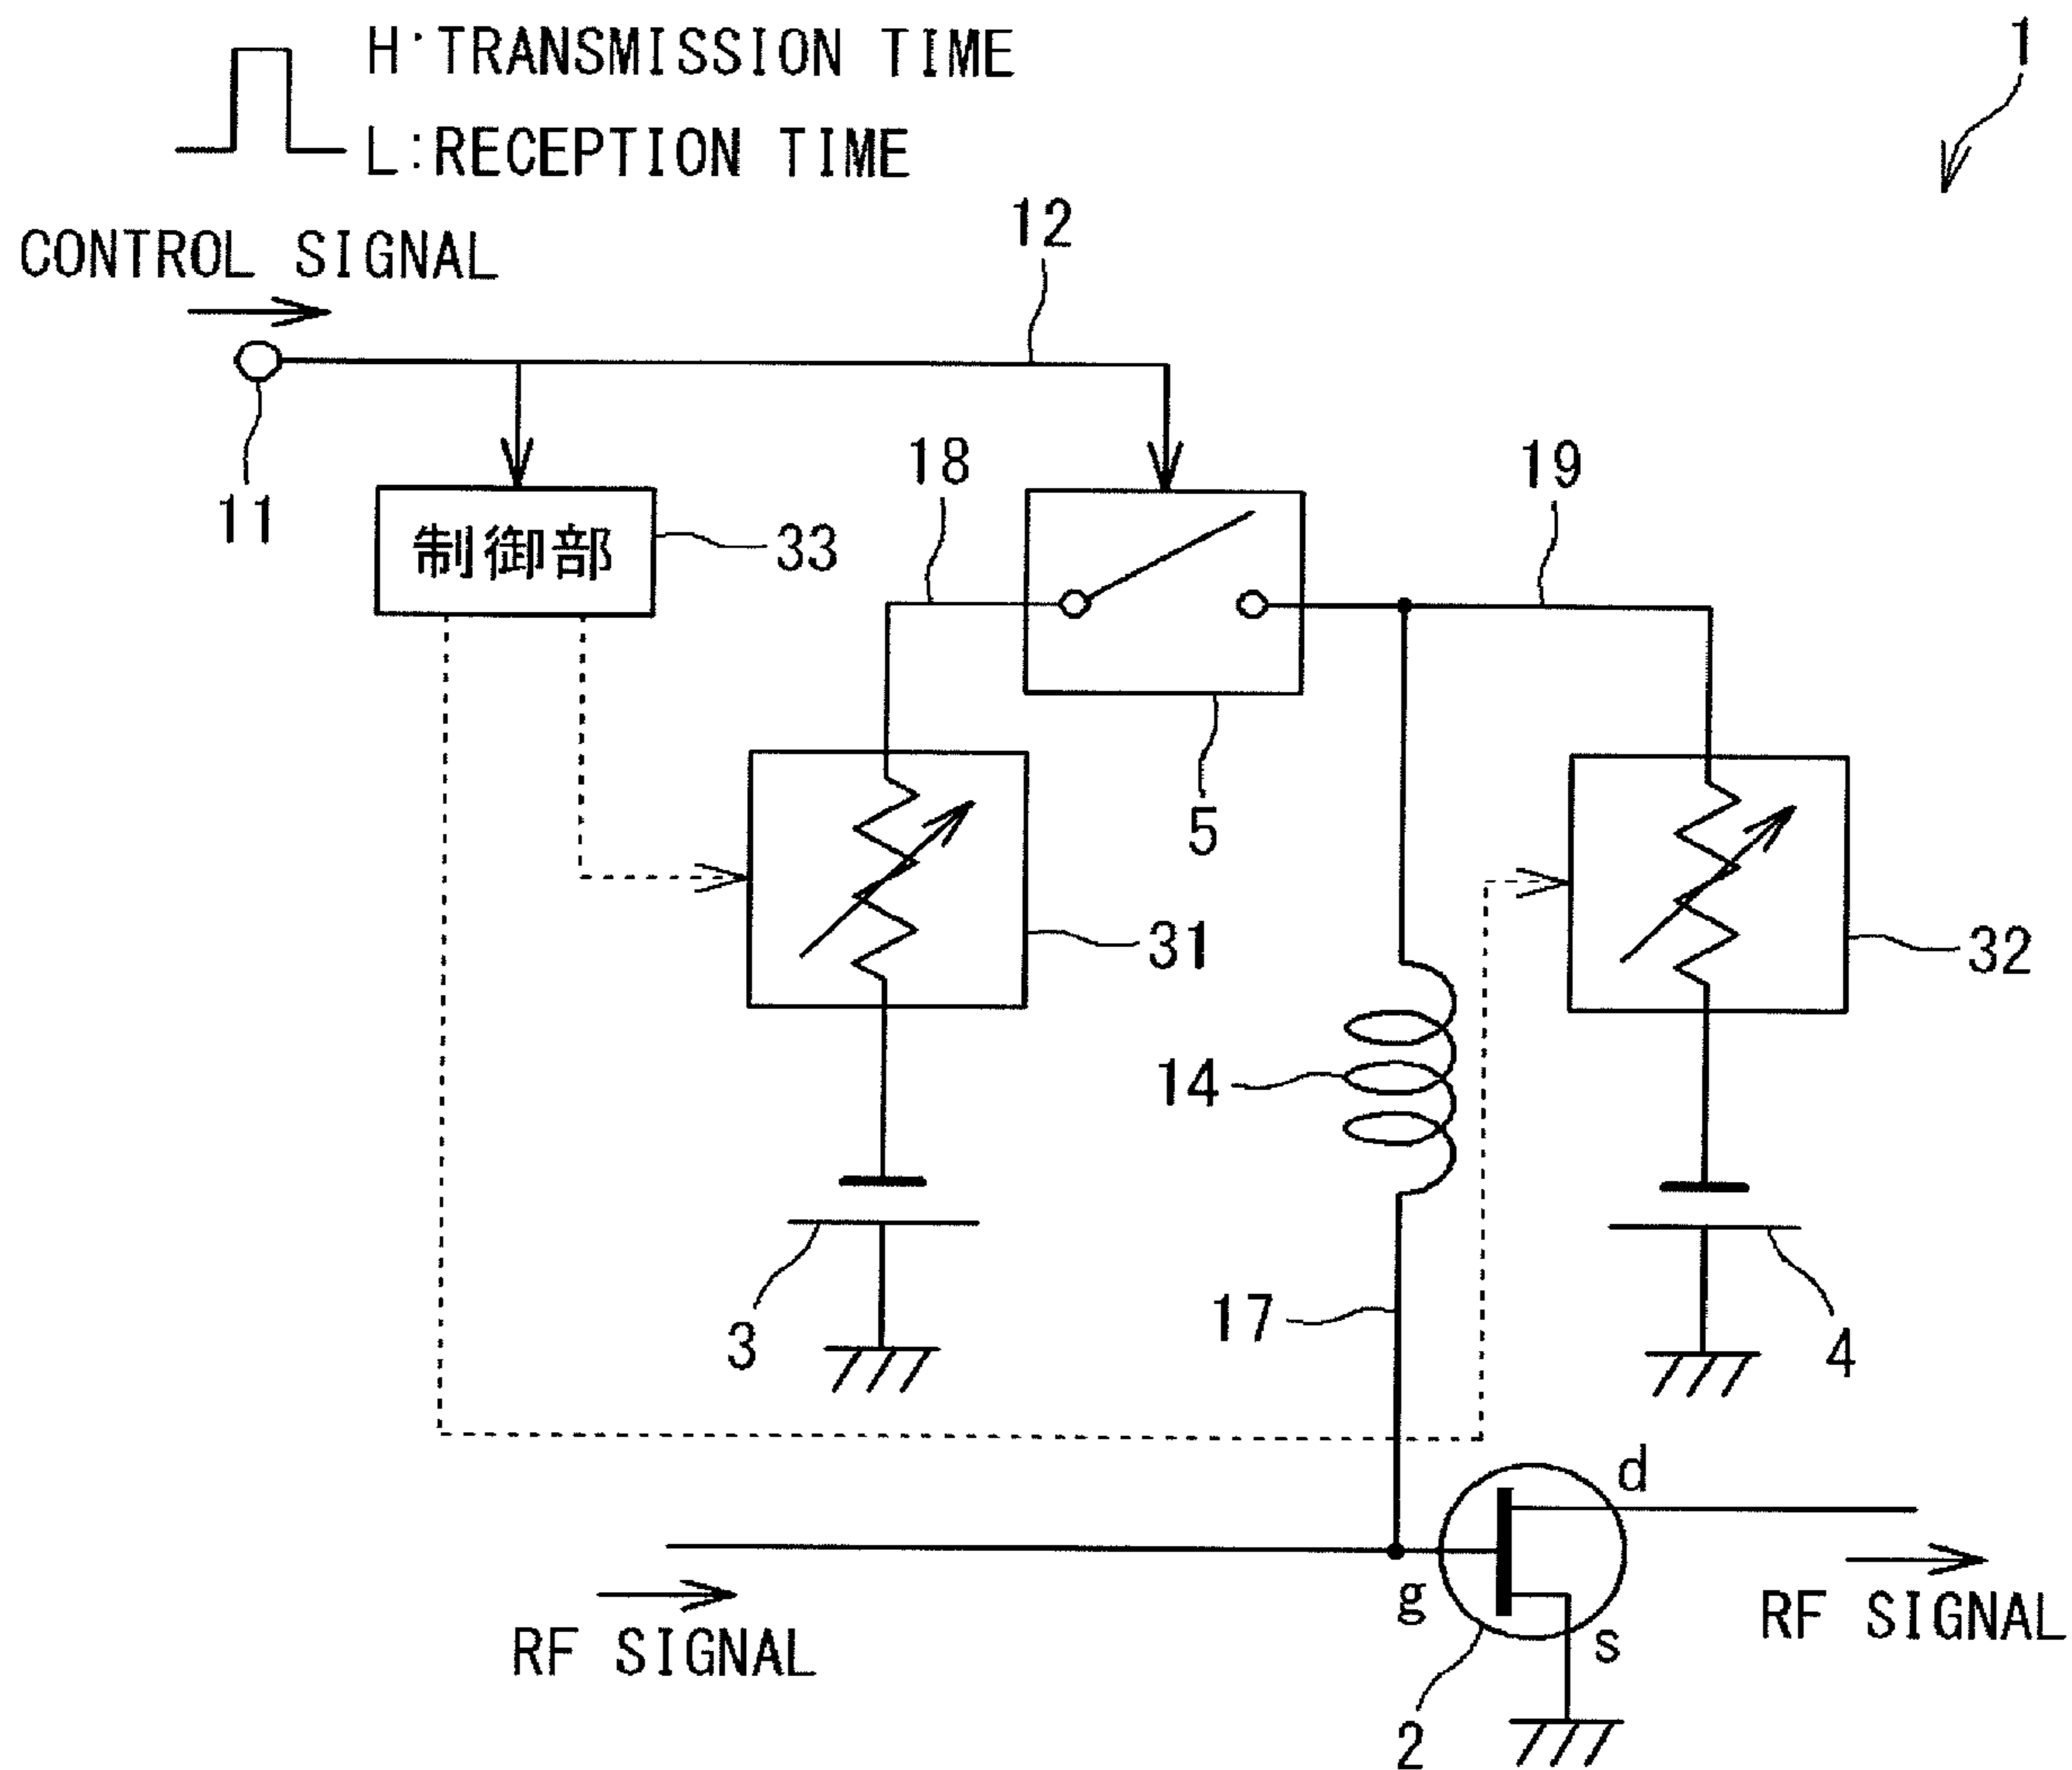 H:TRANSMISSION TIME
L:RECEPTION TIME
1
CONTROL SIGNAL
12
11
制御部
33
18
19
5
31
32
14
17
3
4
d
g
s
RF SIGNAL
RF SIGNAL
2